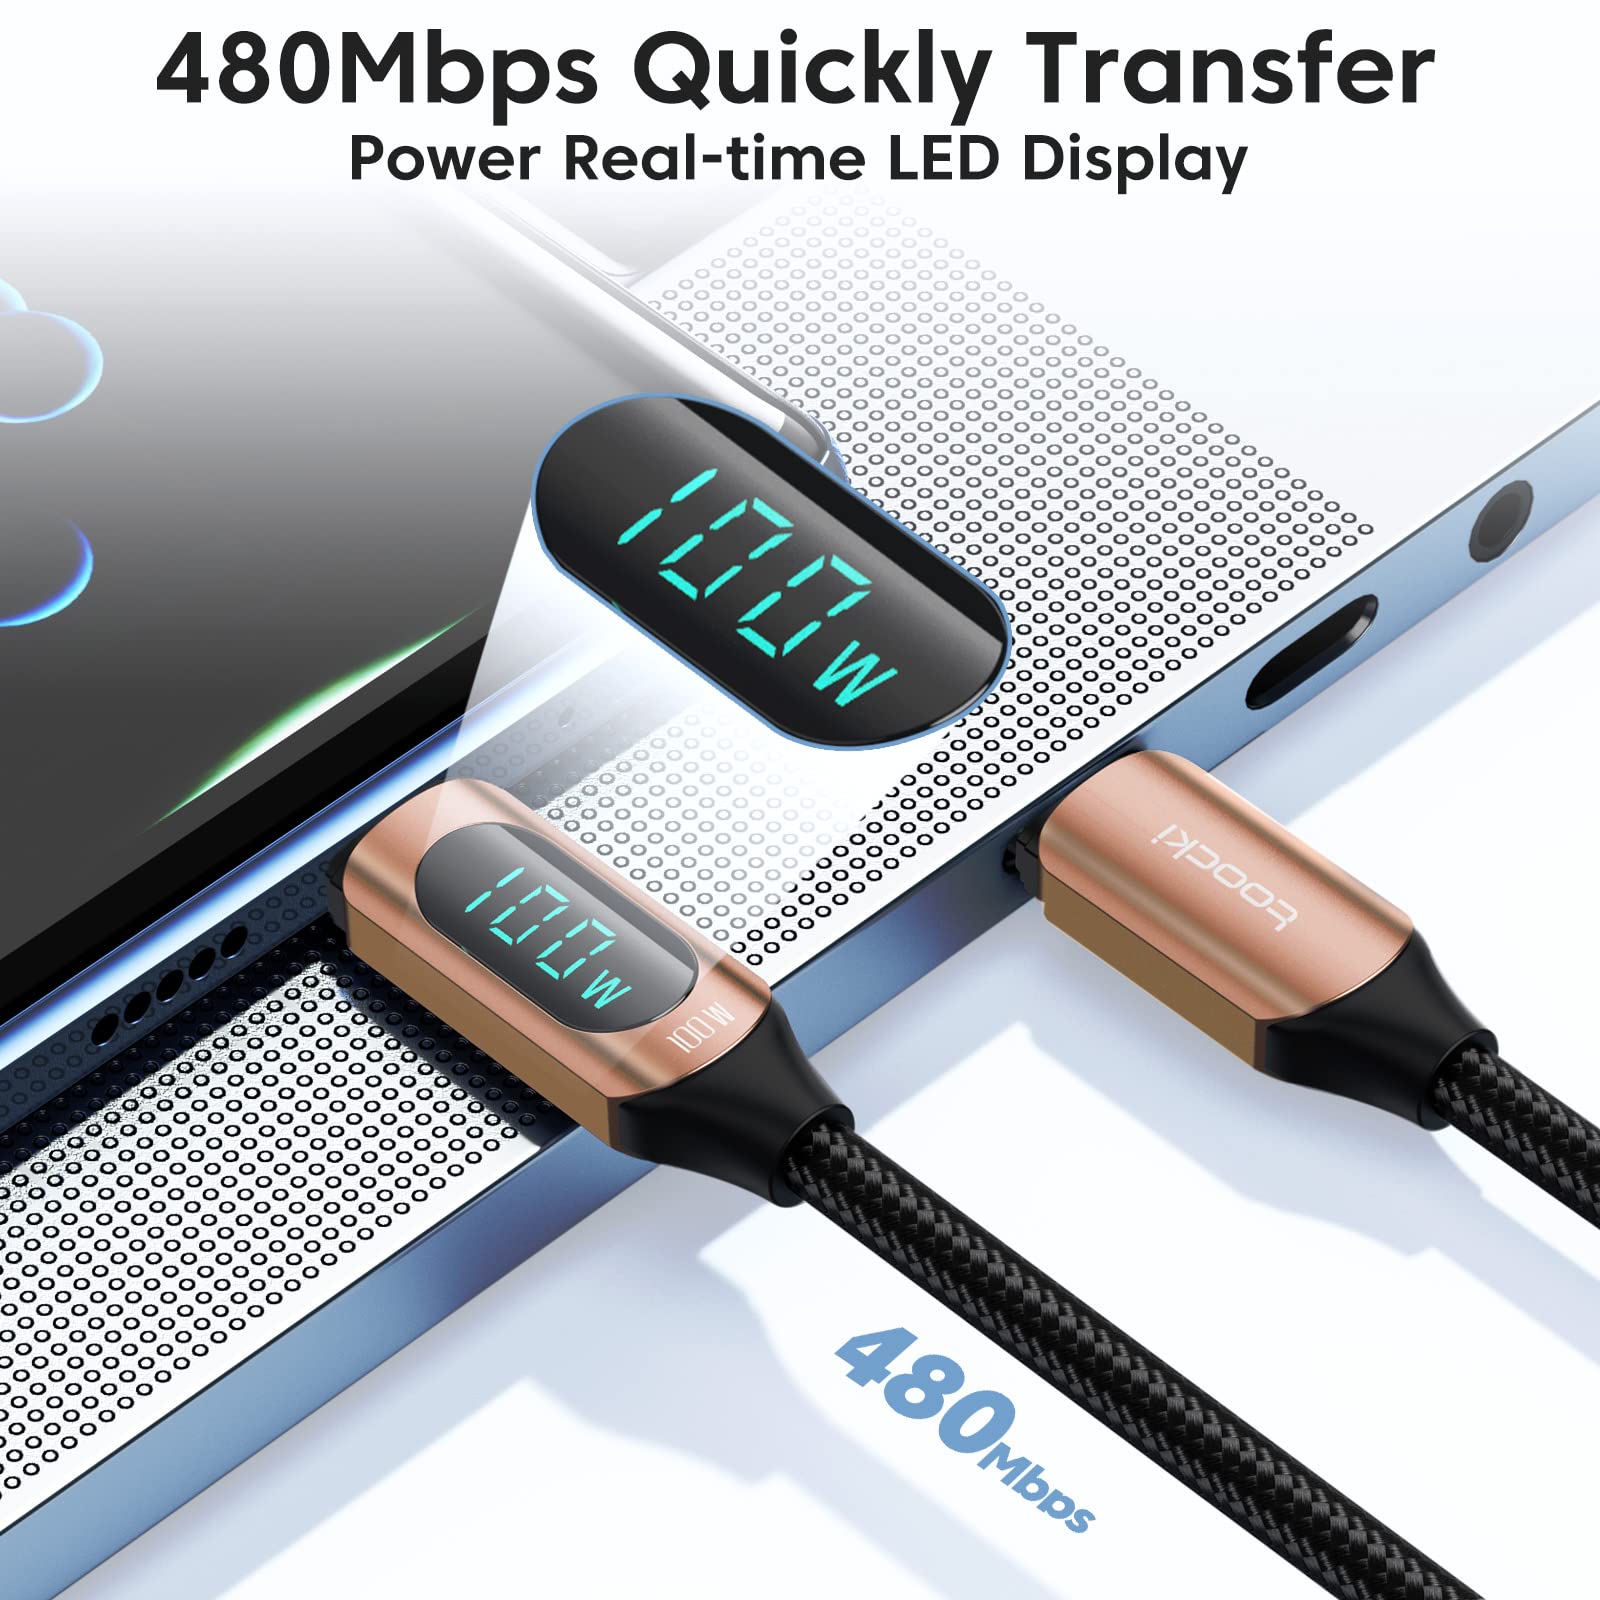 480Mbps Quickly Transfer
Power Real-time LED Display
100W
100W
100W
toocki
480Mbps